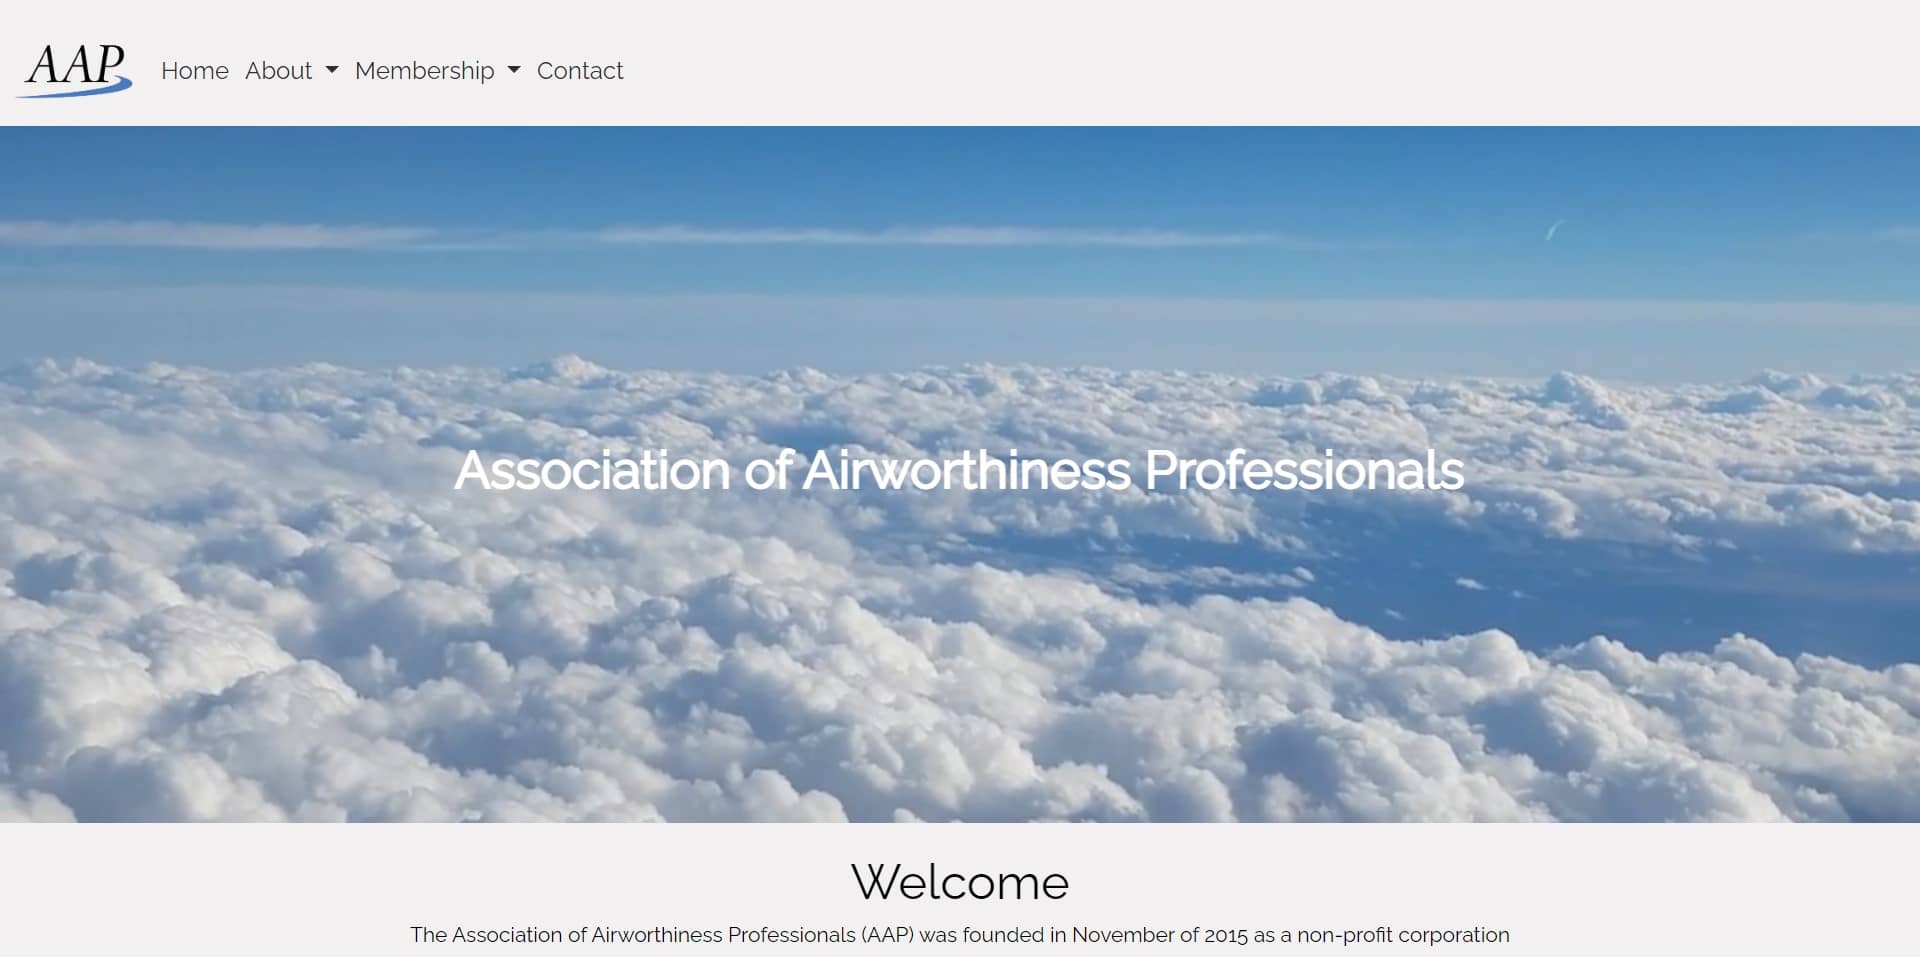 AAP
Home About Membership Contact
Association of Airworthiness Professionals
Welcome
The Association of Airworthiness Professionals (AAP) was founded in November of 2015 as a non-profit corporation